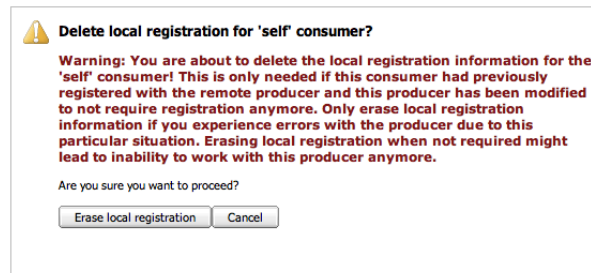 Delete local registration for 'self' consumer?
Warning: You are about to delete the local registration information for the
'self' consumer! This is only needed if this consumer had previously
registered with the remote producer and this producer has been modified
to not require registration anymore. Only erase local registration
information if you experience errors with the producer due to this
particular situation. Erasing local registration when not required might
lead to inability to work with this producer anymore.
Are you sure you want to proceed?
Erase local registration Cancel